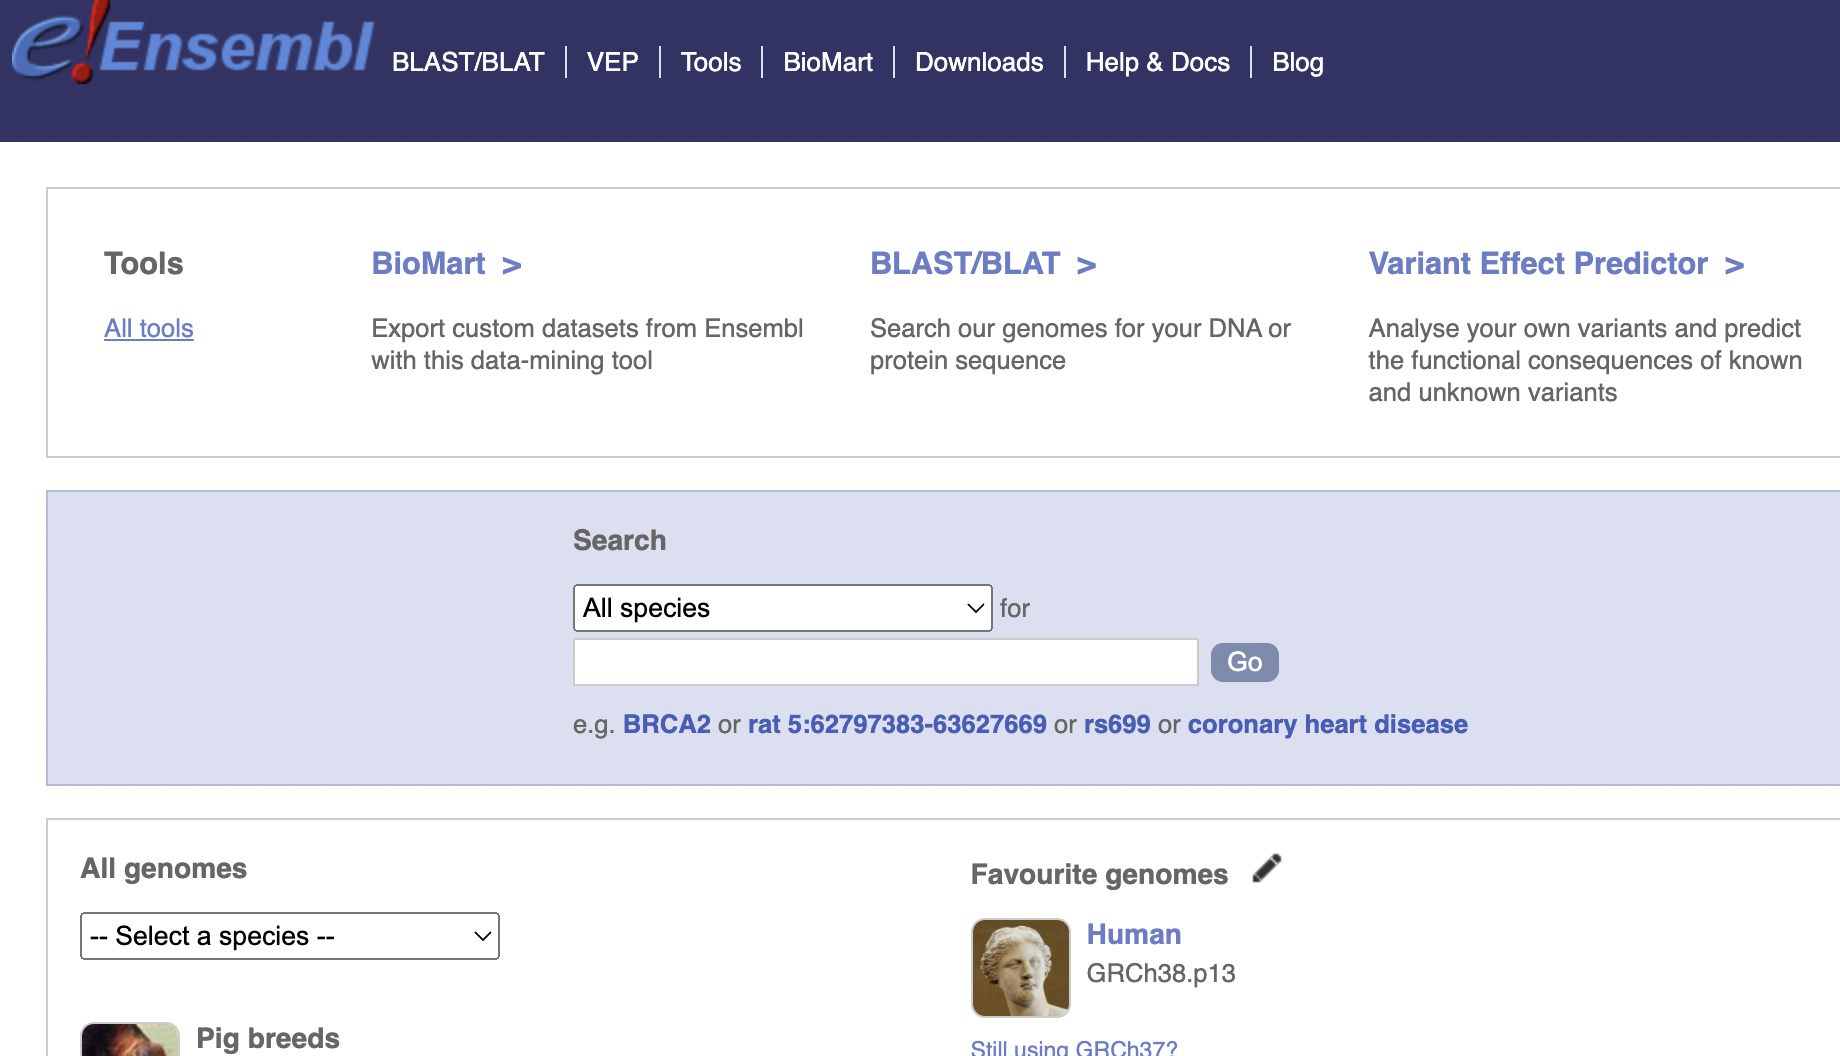 e!Ensembl
BLAST/BLAT VEP Tools BioMart Downloads Help & Docs Blog
Tools
All tools
BioMart >
Export custom datasets from Ensembl
with this data-mining tool
BLAST/BLAT >
Search our genomes for your DNA or
protein sequence
Variant Effect Predictor >
Analyse your own variants and predict
the functional consequences of known
and unknown variants
Search
All species for
Go
e.g. BRCA2 or rat 5:62797383-63627669 or rs699 or coronary heart disease
All genomes
-- Select a species --
Pig breeds
Favourite genomes
Human
GRCh38.p13
Still using GRCh37?